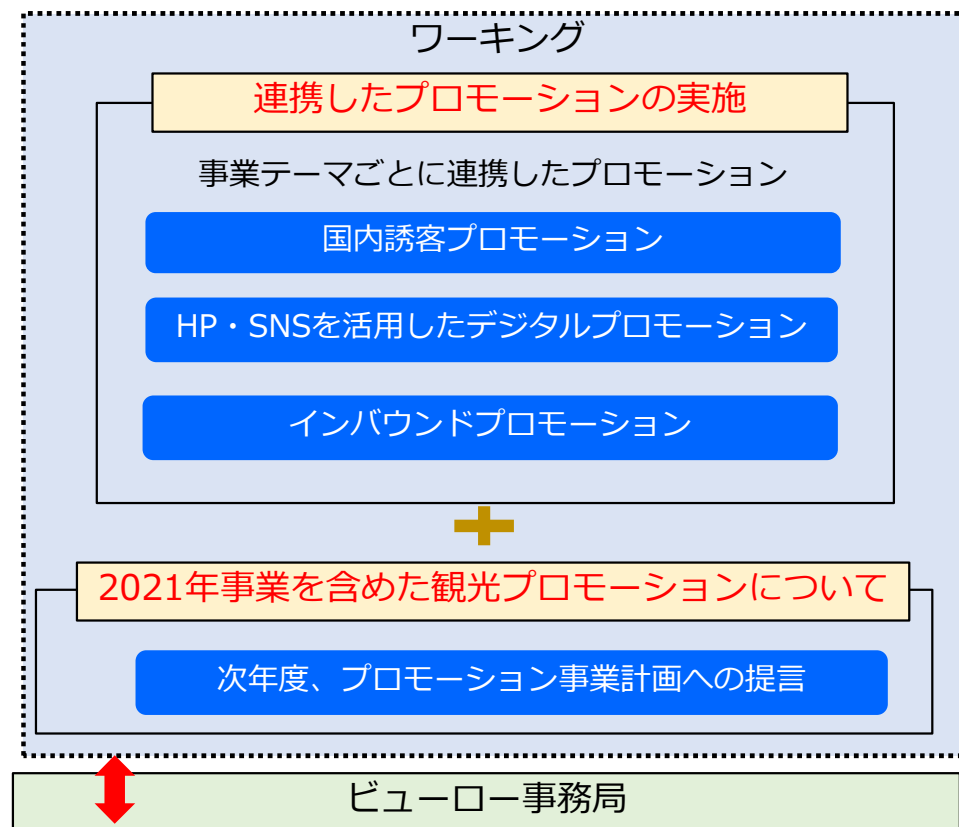 ワーキング
連携したプロモーションの実施
事業テーマごとに連携したプロモーション
国内誘客プロモーション
HP・SNSを活用したデジタルプロモーション
インバウンドプロモーション
2021年事業を含めた観光プロモーションについて
次年度、プロモーション事業計画への提言
ビューロー事務局